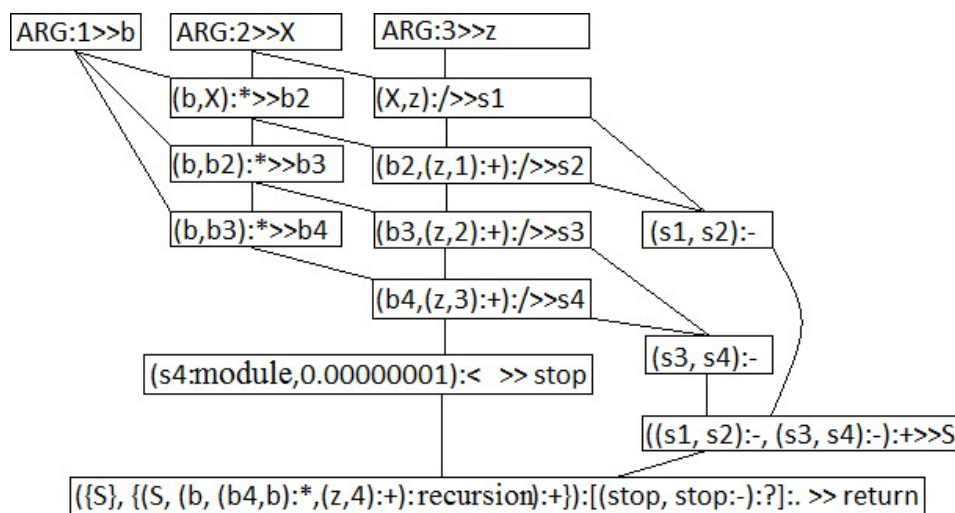 ARG:1>>b ARG:2>>X ARG:3>>z
(b,X):*>>b2 (X,z):/>>s1
(b,b2):*>>b3 (b2,(z,1):+):/>>s2
(b,b3):*>>b4 (b3,(z,2):+):/>>s3 (s1, s2):-
(b4,(z,3):+):/>>s4
(s3, s4):-
(s4:module,0.00000001):< >> stop
((s1, s2):-, (s3, s4):-):+>>S
({S}, {(S, (b, (b4,b):*,(z,4):+):recursion):+}):[(stop, stop:-):?]:. >> return